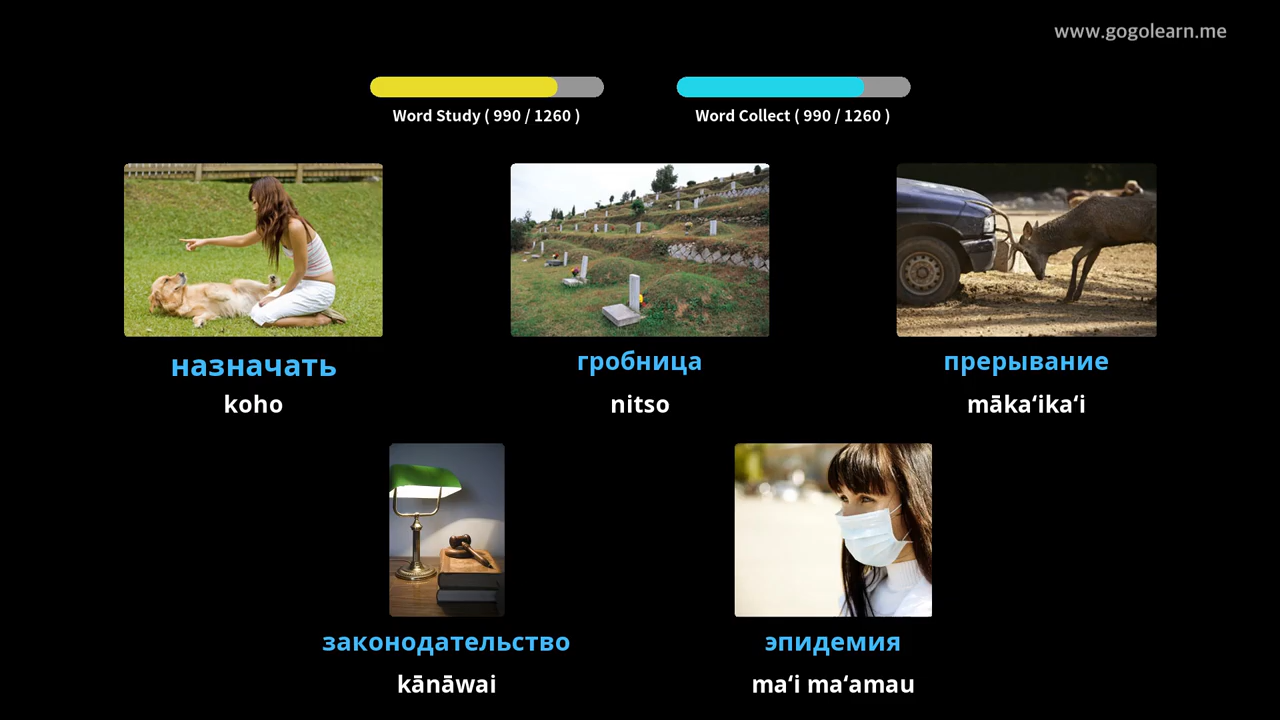 www.gogolearn.me
Word Study ( 990 / 1260 )
Word Collect ( 990 / 1260 )
назначать
koho
гробница
nitso
прерывание
mākaʻikaʻi
законодательство
kānāwai
эпидемия
maʻi maʻamau